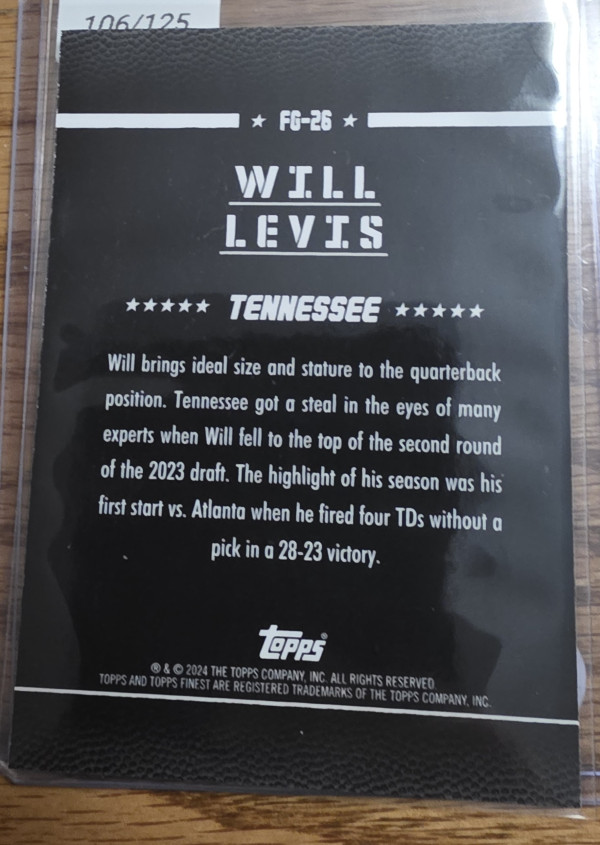 106/125
★ FG-26 ★
WILL
LEVIS
★★★★★ TENNESSEE ★★★★★
Will brings ideal size and stature to the quarterback
position. Tennessee got a steal in the eyes of many
experts when Will fell to the top of the second round
of the 2023 draft. The highlight of his season was his
first start vs. Atlanta when he fired four TDs without a
pick in a 28-23 victory.
topps®
® & © 2024 THE TOPPS COMPANY, INC. ALL RIGHTS RESERVED.
TOPPS AND TOPPS FINEST ARE REGISTERED TRADEMARKS OF THE TOPPS COMPANY, INC.